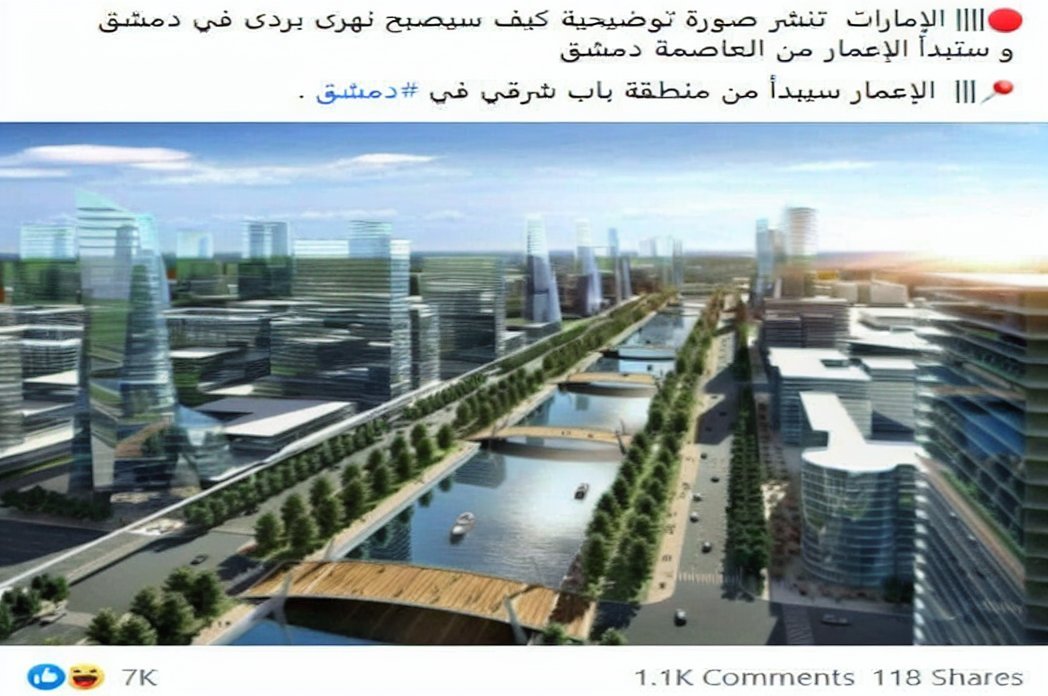 🔴|||| الإمارات تنشر صورة توضيحية كيف سيصبح نهرى بردى في دمشق
و ستبدأ الإعمار من العاصمة دمشق
📍||| الإعمار سيبدأ من منطقة باب شرقي في #دمشق .
7K
1.1K Comments 118 Shares